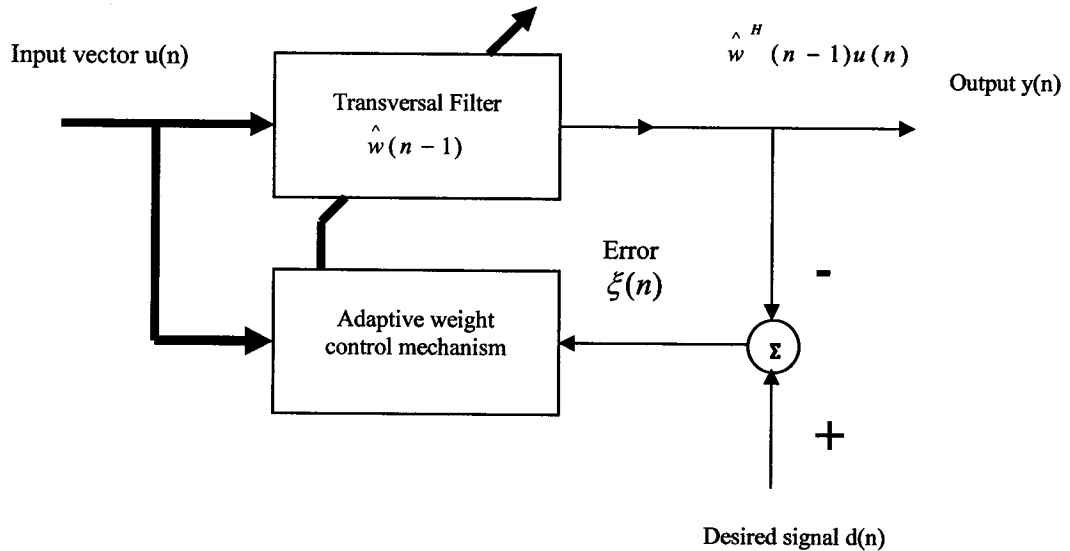 Input vector u(n)
Transversal Filter
ŵ(n − 1)
ŵ^H (n − 1)u(n)
Output y(n)
Error
ξ(n)
-
Adaptive weight
control mechanism
Σ
+
Desired signal d(n)